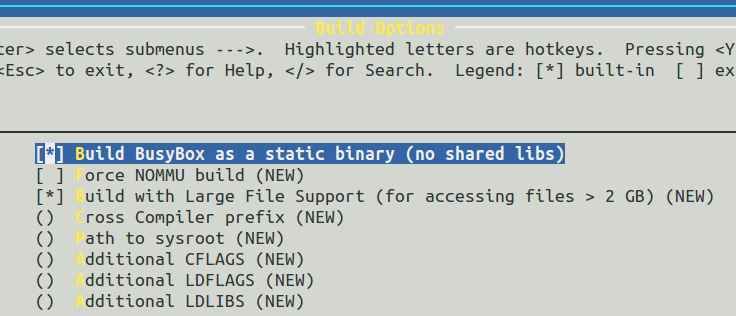 Build Options
ter> selects submenus --->.  Highlighted letters are hotkeys.  Pressing <Y
<Esc> to exit, <?> for Help, </> for Search.  Legend: [*] built-in  [ ] ex
[*] Build BusyBox as a static binary (no shared libs)
[ ] Force NOMMU build (NEW)
[*] Build with Large File Support (for accessing files > 2 GB) (NEW)
()  Cross Compiler prefix (NEW)
()  Path to sysroot (NEW)
()  Additional CFLAGS (NEW)
()  Additional LDFLAGS (NEW)
()  Additional LDLIBS (NEW)